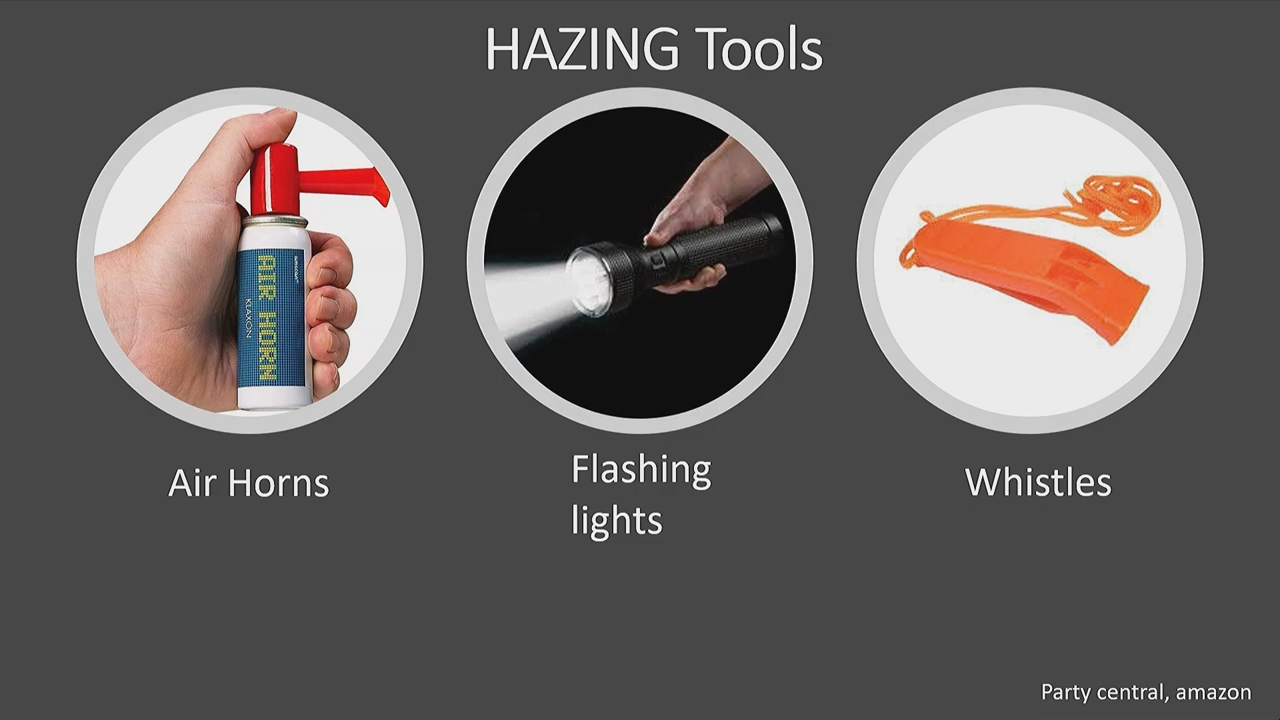 HAZING Tools
AIR HORN
KLAXON
Air Horns
Flashing
lights
Whistles
Party central, amazon